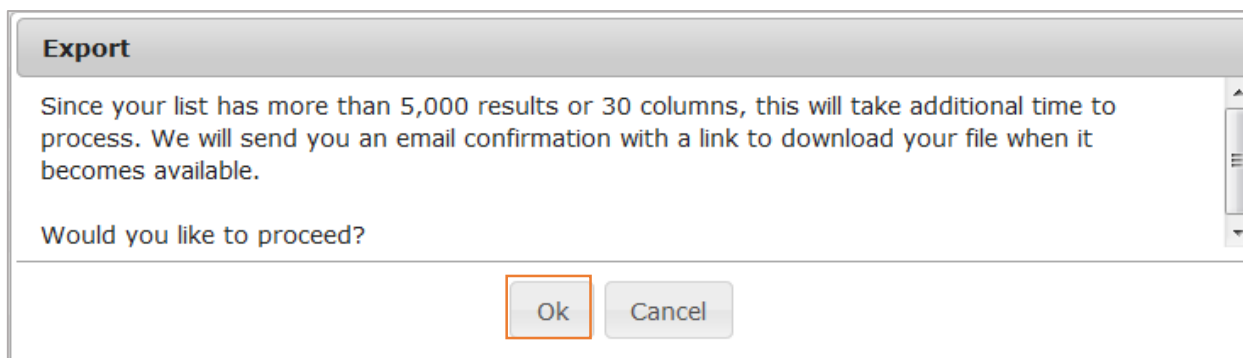 Export
Since your list has more than 5,000 results or 30 columns, this will take additional time to
process. We will send you an email confirmation with a link to download your file when it
becomes available.
Would you like to proceed?
Ok Cancel